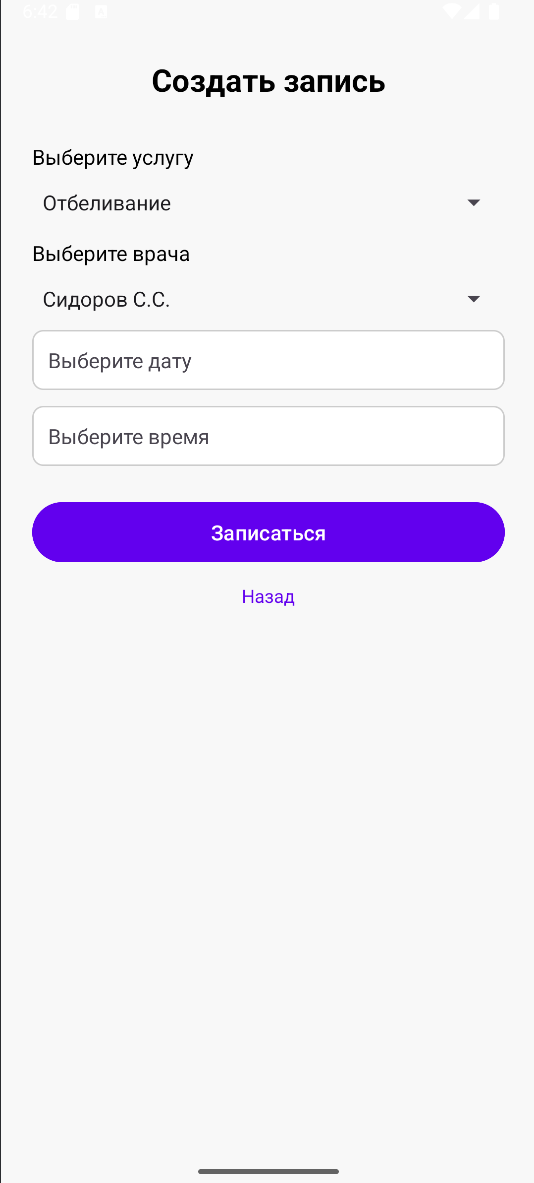 6:42
Создать запись
Выберите услугу
Отбеливание
Выберите врача
Сидоров С.С.
Выберите дату
Выберите время
Записаться
Назад